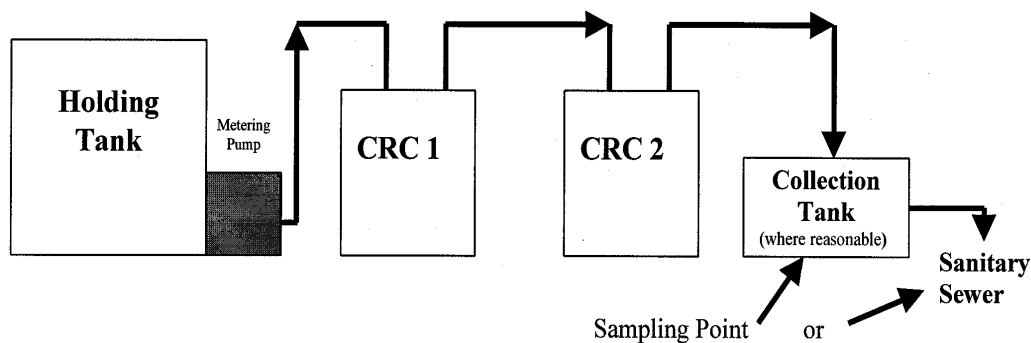 Holding
Tank
Metering
Pump
CRC 1
CRC 2
Collection
Tank
(where reasonable)
Sanitary
Sewer
Sampling Point or